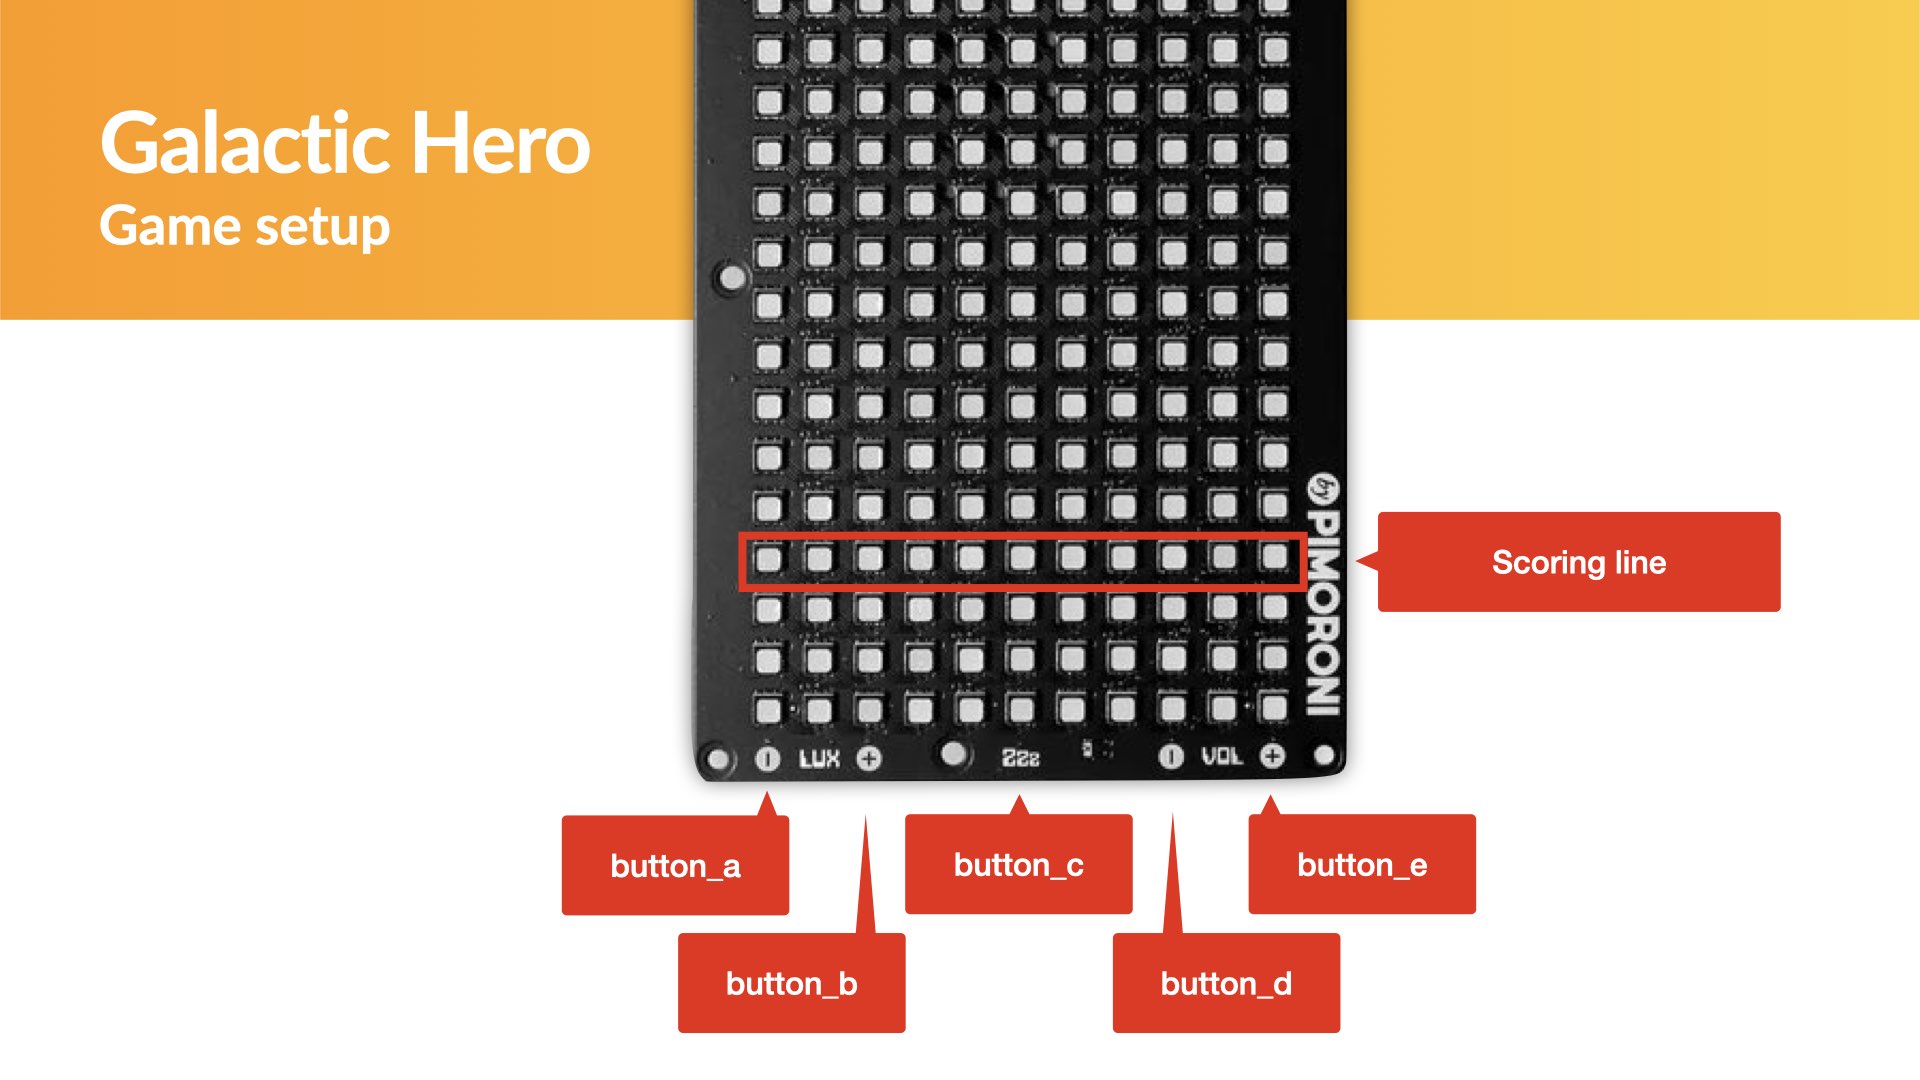 Galactic Hero
Game setup
by PIMORONI
Scoring line
LUX
Zzz
VOL
button_a
button_c
button_e
button_b
button_d